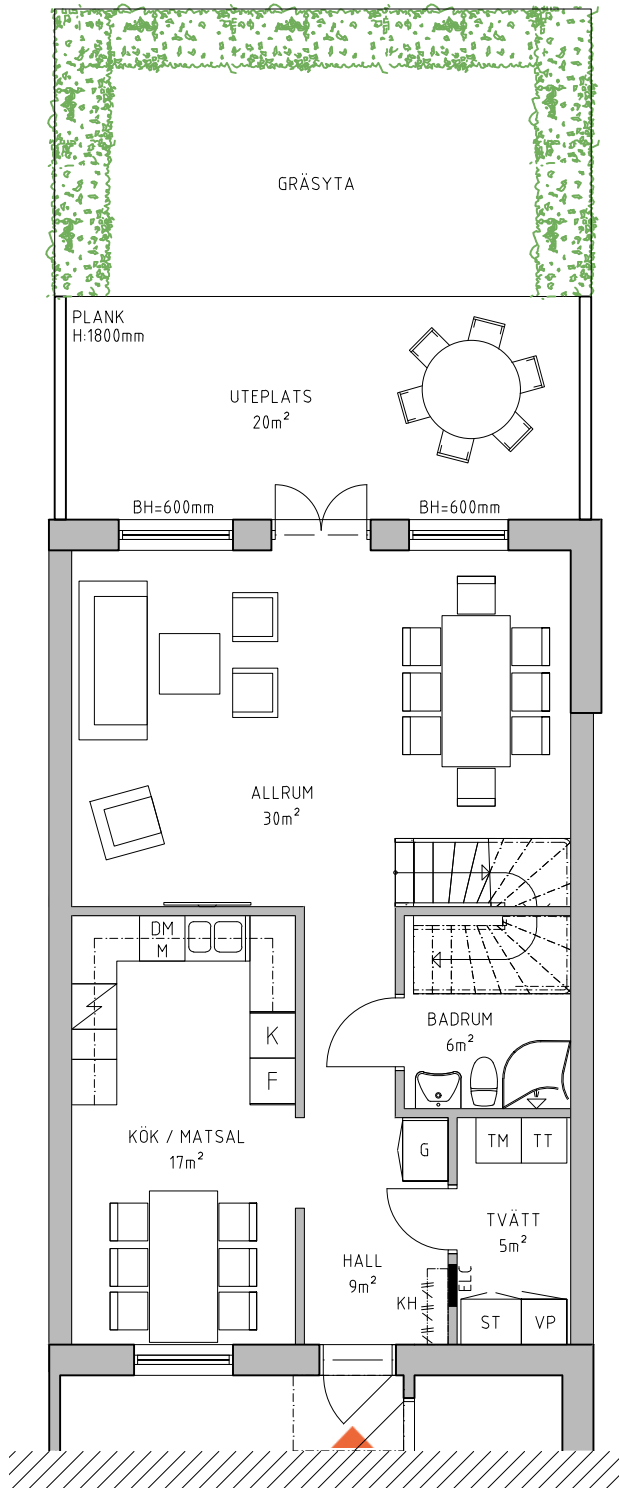 GRÄSYTA
PLANK
H:1800mm
UTEPLATS
20m²
BH=600mm
BH=600mm
ALLRUM
30m²
DM
M
K
F
BADRUM
6m²
KÖK / MATSAL
17m²
G
TM
TT
TVÄTT
5m²
HALL
9m²
ELC
KH
ST
VP